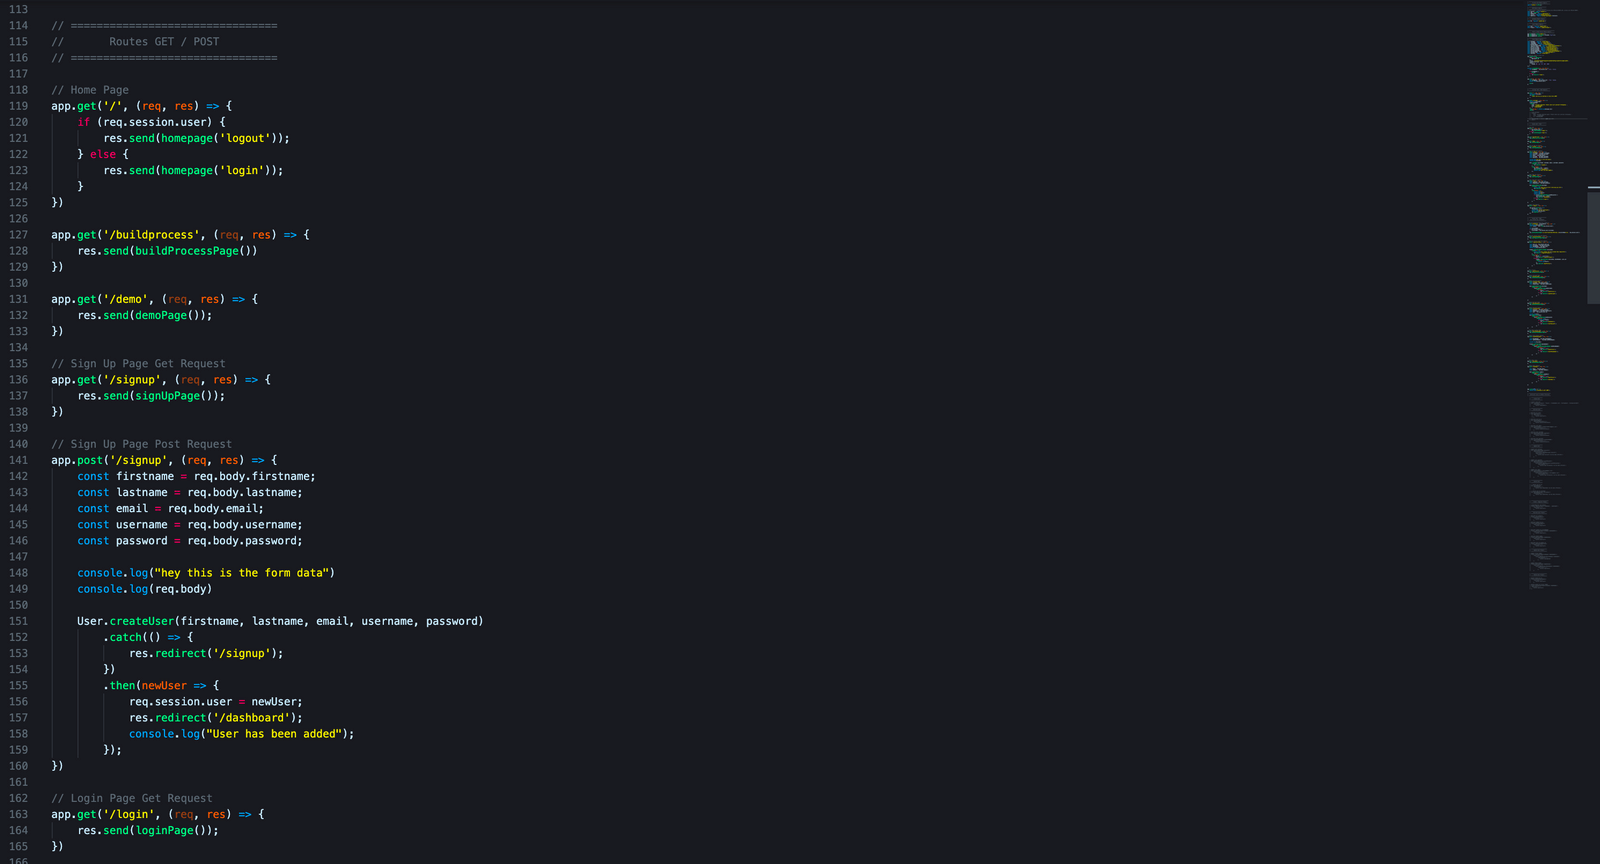 113
114 // ================================
115 //       Routes GET / POST
116 // ================================
117
118 // Home Page
119 app.get('/', (req, res) => {
120     if (req.session.user) {
121         res.send(homepage('logout'));
122     } else {
123         res.send(homepage('login'));
124     }
125 })
126
127 app.get('/buildprocess', (req, res) => {
128     res.send(buildProcessPage())
129 })
130
131 app.get('/demo', (req, res) => {
132     res.send(demoPage());
133 })
134
135 // Sign Up Page Get Request
136 app.get('/signup', (req, res) => {
137     res.send(signUpPage());
138 })
139
140 // Sign Up Page Post Request
141 app.post('/signup', (req, res) => {
142     const firstname = req.body.firstname;
143     const lastname = req.body.lastname;
144     const email = req.body.email;
145     const username = req.body.username;
146     const password = req.body.password;
147
148     console.log("hey this is the form data")
149     console.log(req.body)
150
151     User.createUser(firstname, lastname, email, username, password)
152         .catch(() => {
153             res.redirect('/signup');
154         })
155         .then(newUser => {
156             req.session.user = newUser;
157             res.redirect('/dashboard');
158             console.log("User has been added");
159         });
160 })
161
162 // Login Page Get Request
163 app.get('/login', (req, res) => {
164     res.send(loginPage());
165 })
166